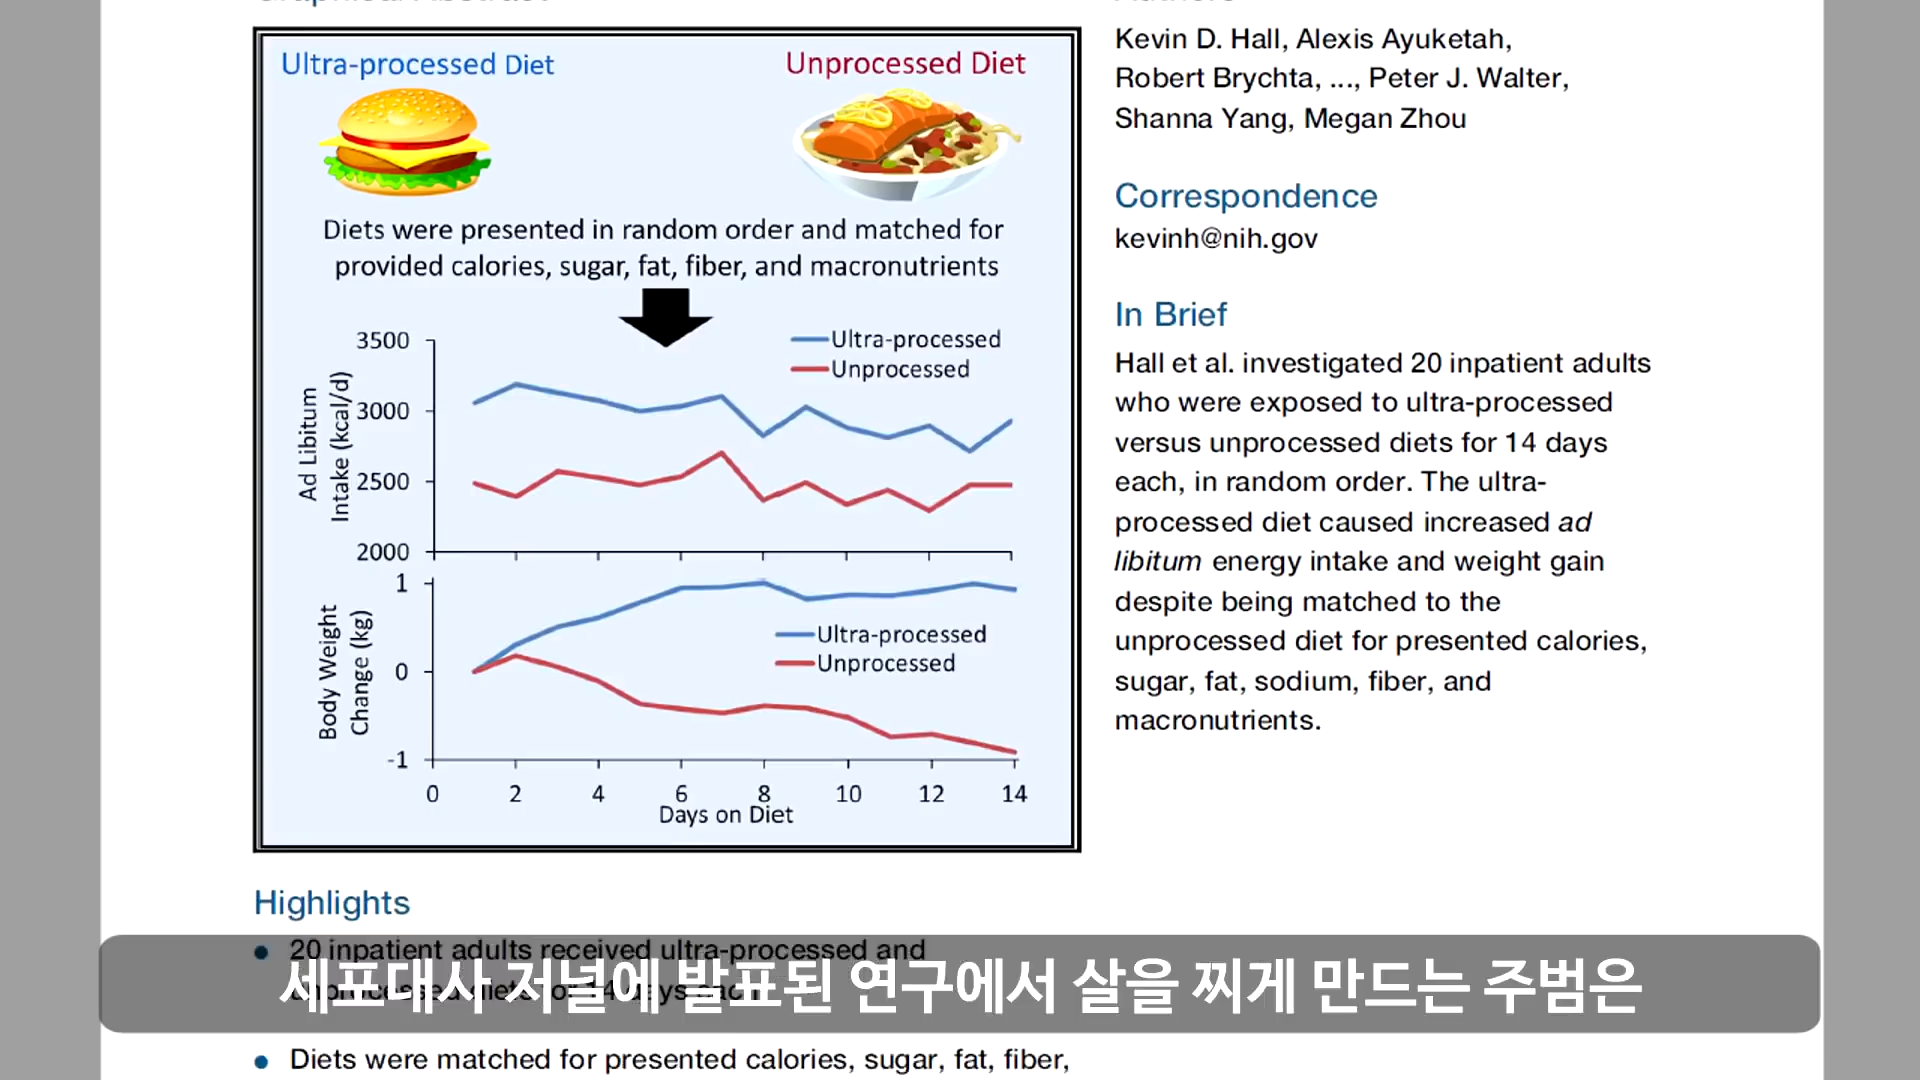 Ultra-processed Diet
Unprocessed Diet
Diets were presented in random order and matched for
provided calories, sugar, fat, fiber, and macronutrients
Ad Libitum
Intake (kcal/d)
3500
3000
2500
2000
Ultra-processed
Unprocessed
Body Weight
Change (kg)
1
0
-1
Ultra-processed
Unprocessed
0 2 4 6 8 10 12 14
Days on Diet
Kevin D. Hall, Alexis Ayuketah,
Robert Brychta, ..., Peter J. Walter,
Shanna Yang, Megan Zhou
Correspondence
kevinh@nih.gov
In Brief
Hall et al. investigated 20 inpatient adults
who were exposed to ultra-processed
versus unprocessed diets for 14 days
each, in random order. The ultra-
processed diet caused increased ad
libitum energy intake and weight gain
despite being matched to the
unprocessed diet for presented calories,
sugar, fat, sodium, fiber, and
macronutrients.
Highlights
• 20 inpatient adults received ultra-processed and
세포대사 저널에 발표된 연구에서 살을 찌게 만드는 주범은
• Diets were matched for presented calories, sugar, fat, fiber,